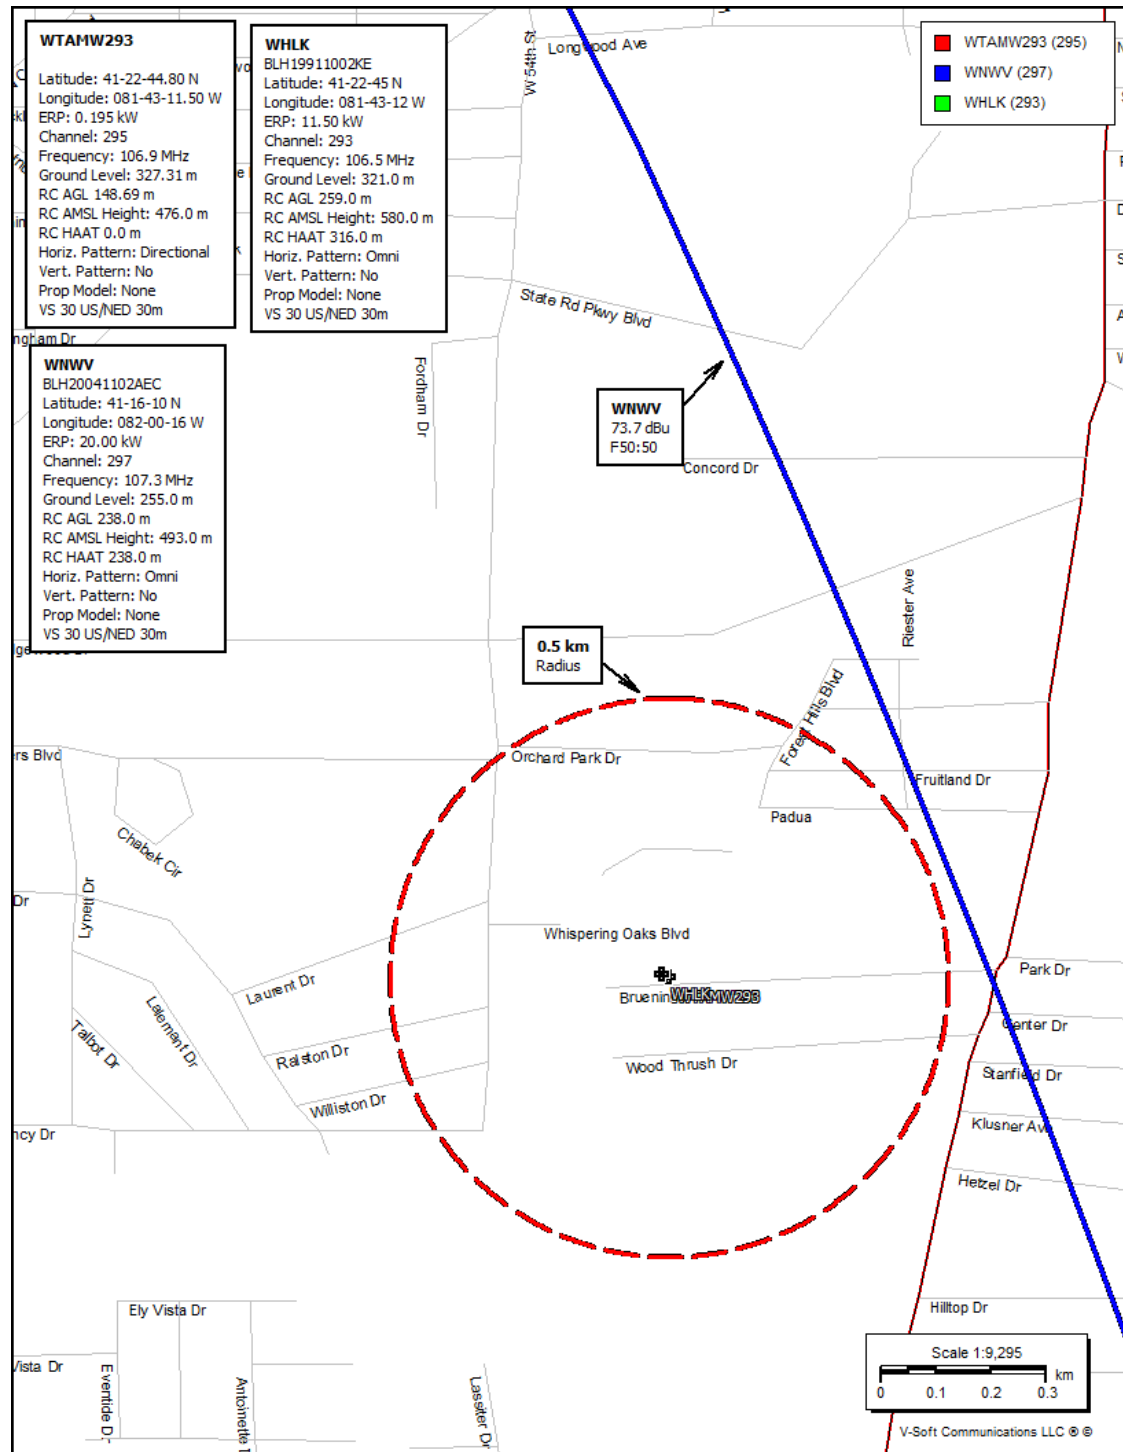 WTAMW293
Latitude: 41-22-44.80 N
Longitude: 081-43-11.50 W
ERP: 0.195 kW
Channel: 295
Frequency: 106.9 MHz
Ground Level: 327.31 m
RC AGL 148.69 m
RC AMSL Height: 476.0 m
RC HAAT 0.0 m
Horiz. Pattern: Directional
Vert. Pattern: No
Prop Model: None
VS 30 US/NED 30m
WHLK
BLH19911002KE
Latitude: 41-22-45 N
Longitude: 081-43-12 W
ERP: 11.50 kW
Channel: 293
Frequency: 106.5 MHz
Ground Level: 321.0 m
RC AGL 259.0 m
RC AMSL Height: 580.0 m
RC HAAT 316.0 m
Horiz. Pattern: Omni
Vert. Pattern: No
Prop Model: None
VS 30 US/NED 30m
WNWV
BLH20041102AEC
Latitude: 41-16-10 N
Longitude: 082-00-16 W
ERP: 20.00 kW
Channel: 297
Frequency: 107.3 MHz
Ground Level: 255.0 m
RC AGL 238.0 m
RC AMSL Height: 493.0 m
RC HAAT 238.0 m
Horiz. Pattern: Omni
Vert. Pattern: No
Prop Model: None
VS 30 US/NED 30m
WTAMW293 (295)
WNWV (297)
WHLK (293)
W 54th St
Longwood Ave
State Rd Pkwy Blvd
ngham Dr
Fordham Dr
WNWV
73.7 dBu
F50:50
Concord Dr
Riester Ave
0.5 km
Radius
Forest Hills Blvd
ers Blvd
Orchard Park Dr
Fruitland Dr
Padua
Chabek Cir
Dr
Lynett Dr
Whispering Oaks Blvd
Park Dr
Laurent Dr
WHLK
MW293
Lalemant Dr
Talbot Dr
Center Dr
Ralston Dr
Wood Thrush Dr
Stanfield Dr
Williston Dr
Klusner Av
ncy Dr
Hetzel Dr
Ely Vista Dr
Hilltop Dr
Vista Dr
Eventide D
Antoinette
Lassiter Dr
Scale 1:9,295
km
0 0.1 0.2 0.3
V-Soft Communications LLC ® ©